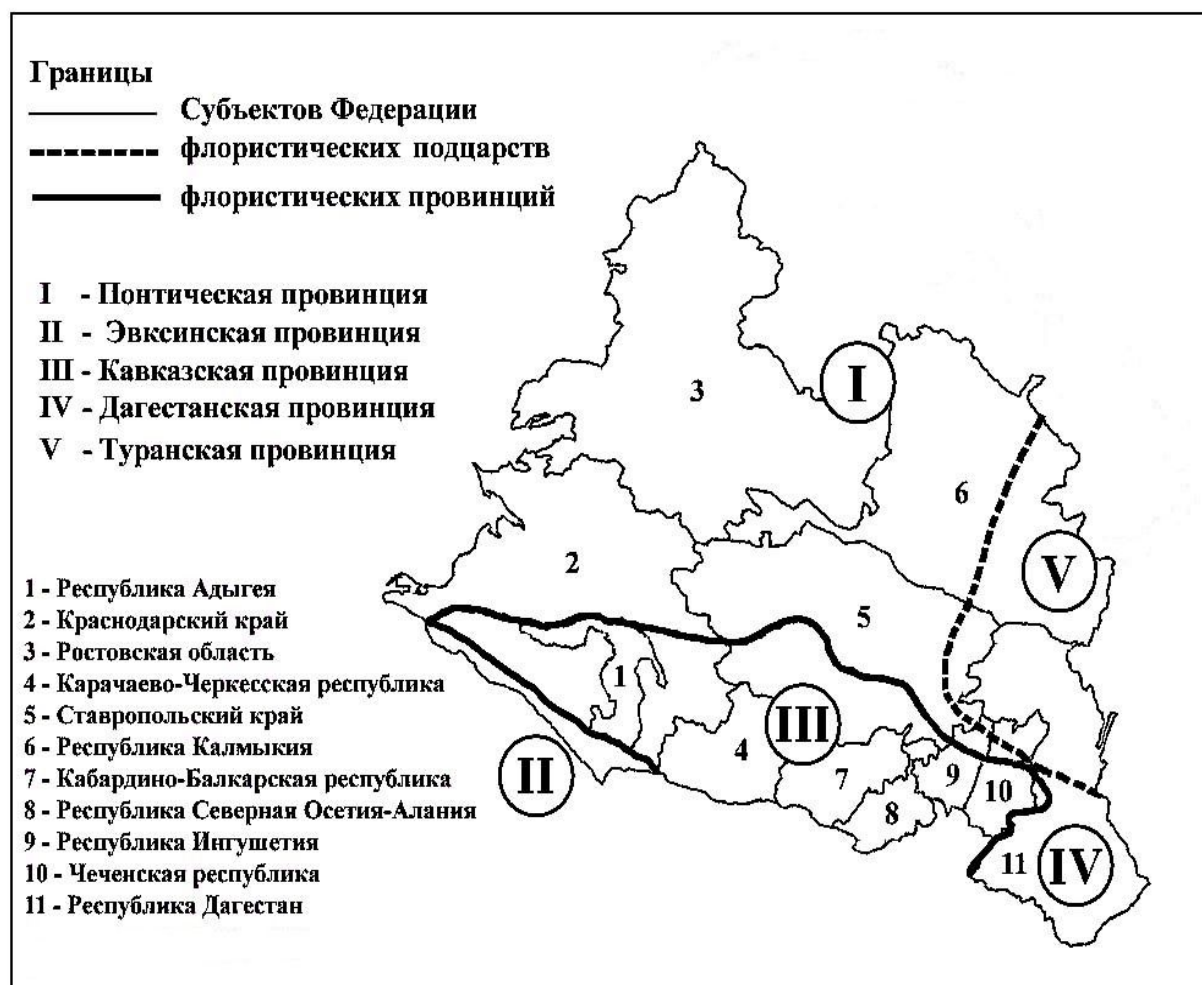 Границы
Субъектов Федерации
флористических подцарств
флористических провинций
I - Понтическая провинция
II - Эвксинская провинция
III - Кавказская провинция
IV - Дагестанская провинция
V - Туранская провинция
1 - Республика Адыгея
2 - Краснодарский край
3 - Ростовская область
4 - Карачаево-Черкесская республика
5 - Ставропольский край
6 - Республика Калмыкия
7 - Кабардино-Балкарская республика
8 - Республика Северная Осетия-Алания
9 - Республика Ингушетия
10 - Чеченская республика
11 - Республика Дагестан
3
I
6
2
V
5
1
III
4
II
7
9
10
8
11
IV